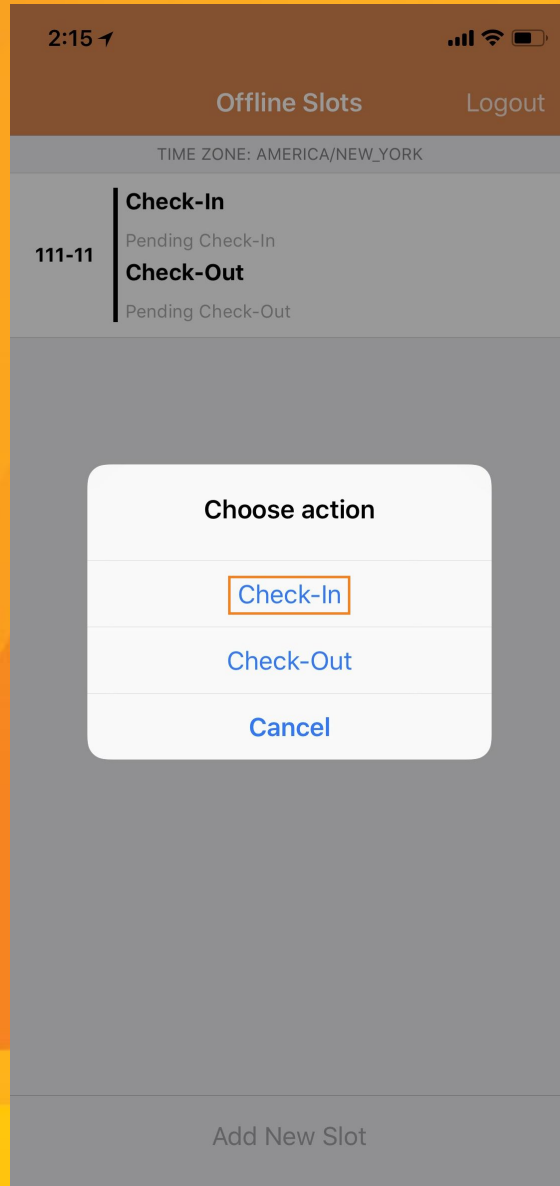 2:15
Offline Slots
Logout
TIME ZONE: AMERICA/NEW_YORK
111-11
Check-In
Pending Check-In
Check-Out
Pending Check-Out
Choose action
Check-In
Check-Out
Cancel
Add New Slot